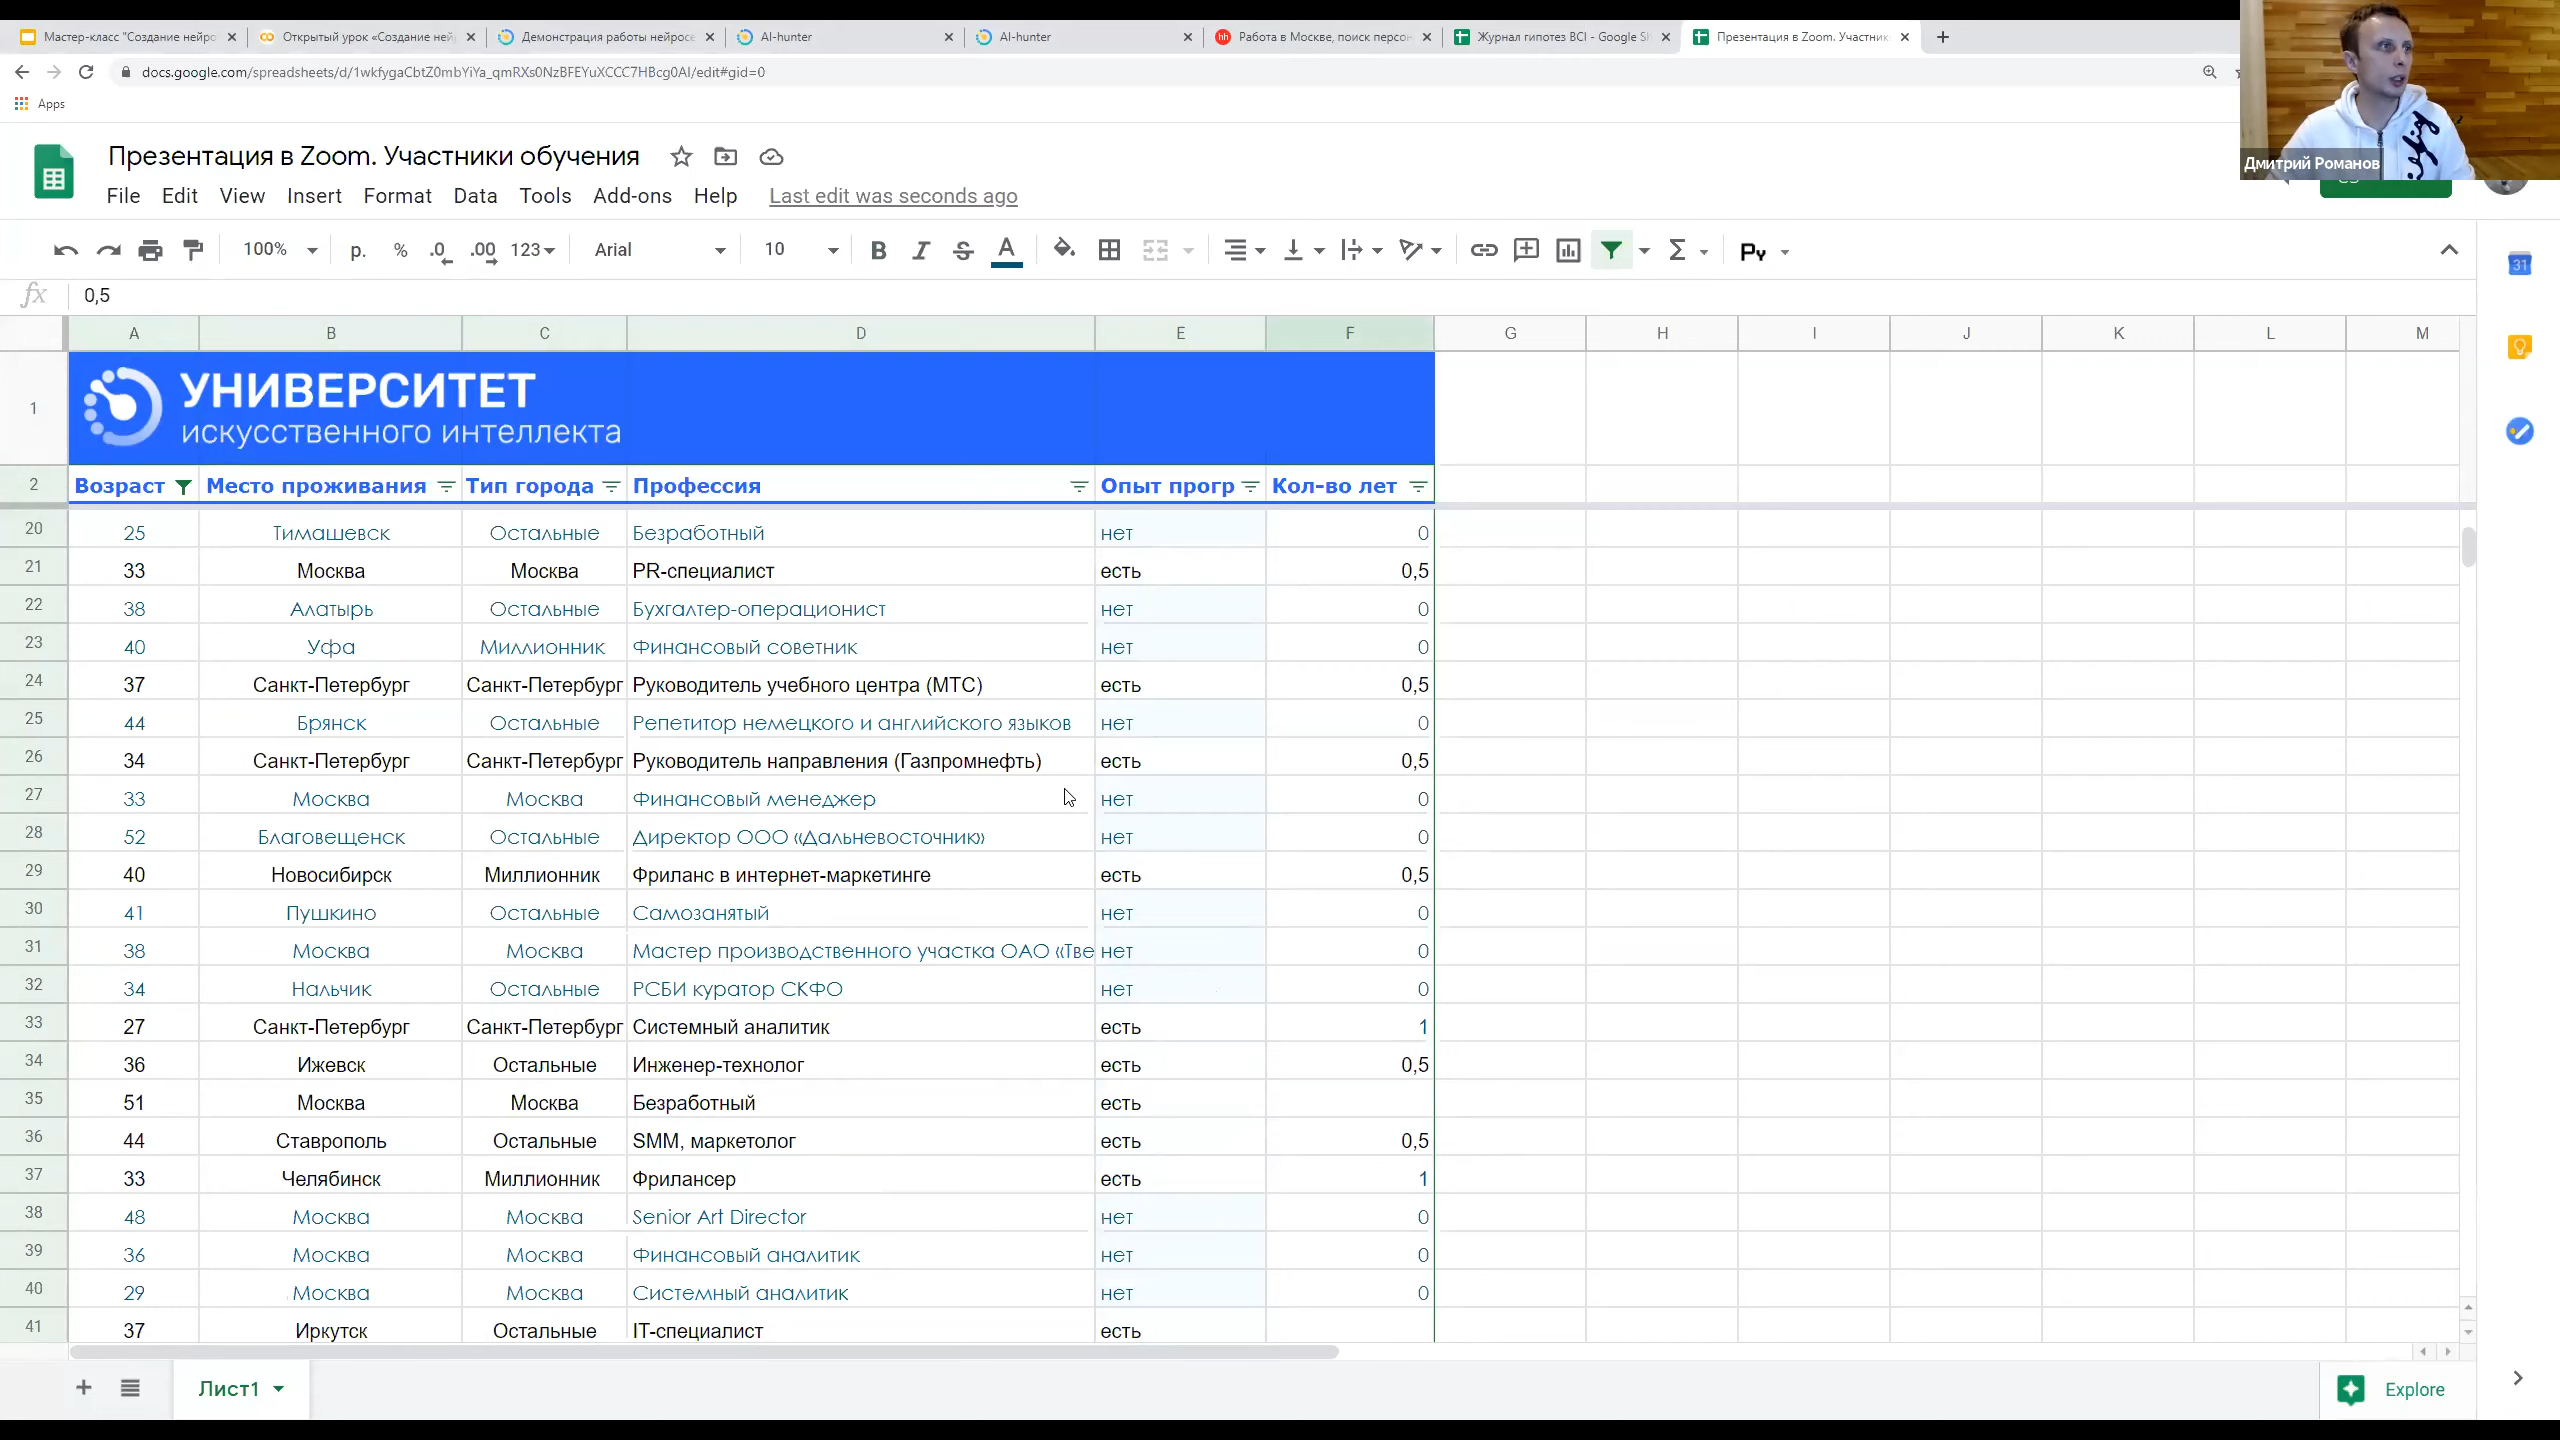 Мастер-класс "Создание нейро
Открытый урок «Создание ней
Демонстрация работы нейросе
AI-hunter
AI-hunter
hh Работа в Москве, поиск персон
Журнал гипотез BCI - Google Sh
Презентация в Zoom. Участник
docs.google.com/spreadsheets/d/1wkfygaCbtZ0mbYiYa_qmRXs0NzBFEYuXCCC7HBcg0AI/edit#gid=0
Apps
Дмитрий Романов
Презентация в Zoom. Участники обучения
File Edit View Insert Format Data Tools Add-ons Help Last edit was seconds ago
100% р. % .0 .00 123 Arial 10 B I S A Σ Py
31
fx 0,5
A B C D E F G H I J K L M
1 УНИВЕРСИТЕТ
искусственного интеллекта
2 Возраст Место проживания Тип города Профессия Опыт прогр Кол-во лет
20 25 Тимашевск Остальные Безработный нет 0
21 33 Москва Москва PR-специалист есть 0,5
22 38 Алатырь Остальные Бухгалтер-операционист нет 0
23 40 Уфа Миллионник Финансовый советник нет 0
24 37 Санкт-Петербург Санкт-Петербург Руководитель учебного центра (МТС) есть 0,5
25 44 Брянск Остальные Репетитор немецкого и английского языков нет 0
26 34 Санкт-Петербург Санкт-Петербург Руководитель направления (Газпромнефть) есть 0,5
27 33 Москва Москва Финансовый менеджер нет 0
28 52 Благовещенск Остальные Директор ООО «Дальневосточник» нет 0
29 40 Новосибирск Миллионник Фриланс в интернет-маркетинге есть 0,5
30 41 Пушкино Остальные Самозанятый нет 0
31 38 Москва Москва Мастер производственного участка ОАО «Тве нет 0
32 34 Нальчик Остальные РСБИ куратор СКФО нет 0
33 27 Санкт-Петербург Санкт-Петербург Системный аналитик есть 1
34 36 Ижевск Остальные Инженер-технолог есть 0,5
35 51 Москва Москва Безработный есть
36 44 Ставрополь Остальные SMM, маркетолог есть 0,5
37 33 Челябинск Миллионник Фрилансер есть 1
38 48 Москва Москва Senior Art Director нет 0
39 36 Москва Москва Финансовый аналитик нет 0
40 29 Москва Москва Системный аналитик нет 0
41 37 Иркутск Остальные IT-специалист есть
Лист1
Explore